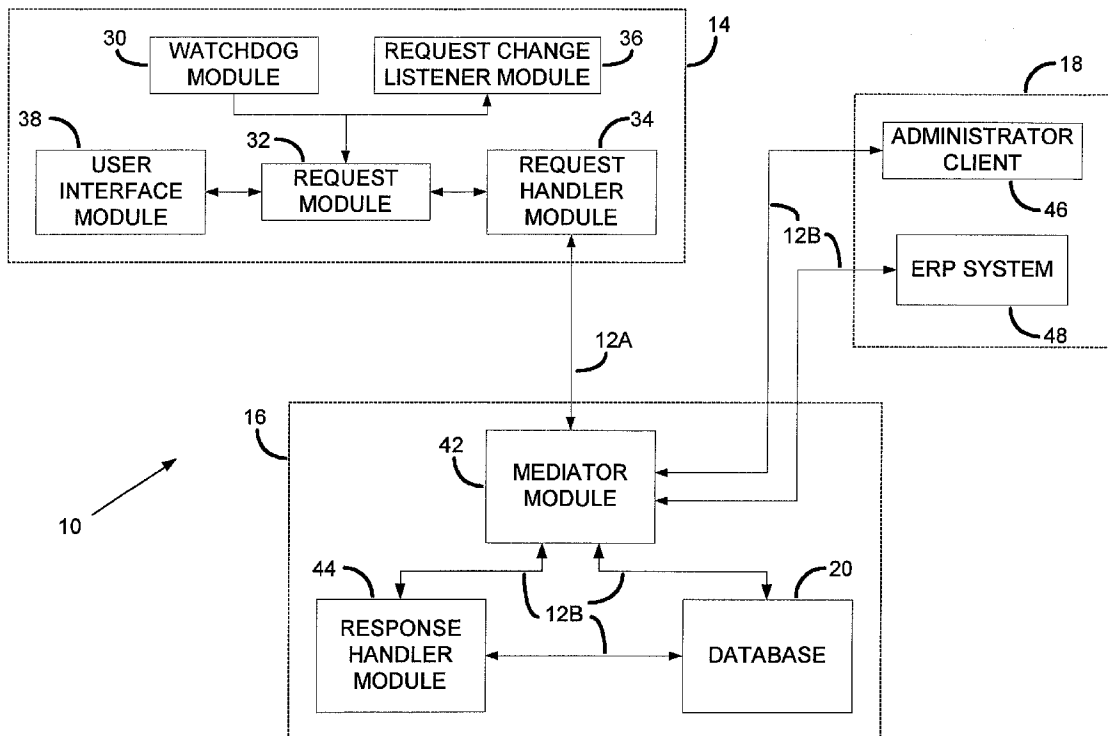 30
WATCHDOG
MODULE
REQUEST CHANGE
LISTENER MODULE
36
14
38
USER
INTERFACE
MODULE
32
REQUEST
MODULE
34
REQUEST
HANDLER
MODULE
18
ADMINISTRATOR
CLIENT
46
12B
ERP SYSTEM
48
12A
16
42
MEDIATOR
MODULE
10
44
RESPONSE
HANDLER
MODULE
12B
20
DATABASE